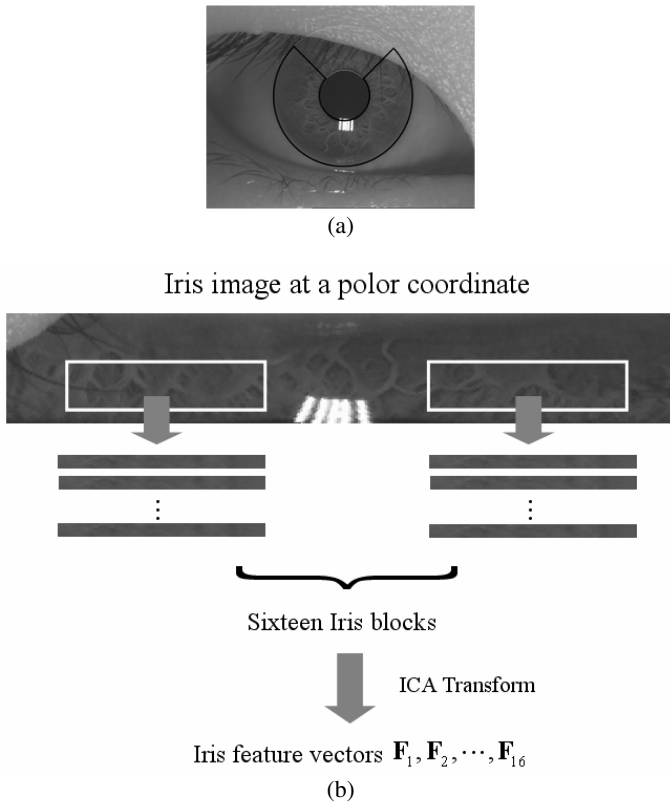 (a)
Iris image at a polor coordinate
⋮ ⋮
Sixteen Iris blocks
ICA Transform
Iris feature vectors F₁, F₂, ⋯, F₁₆
(b)